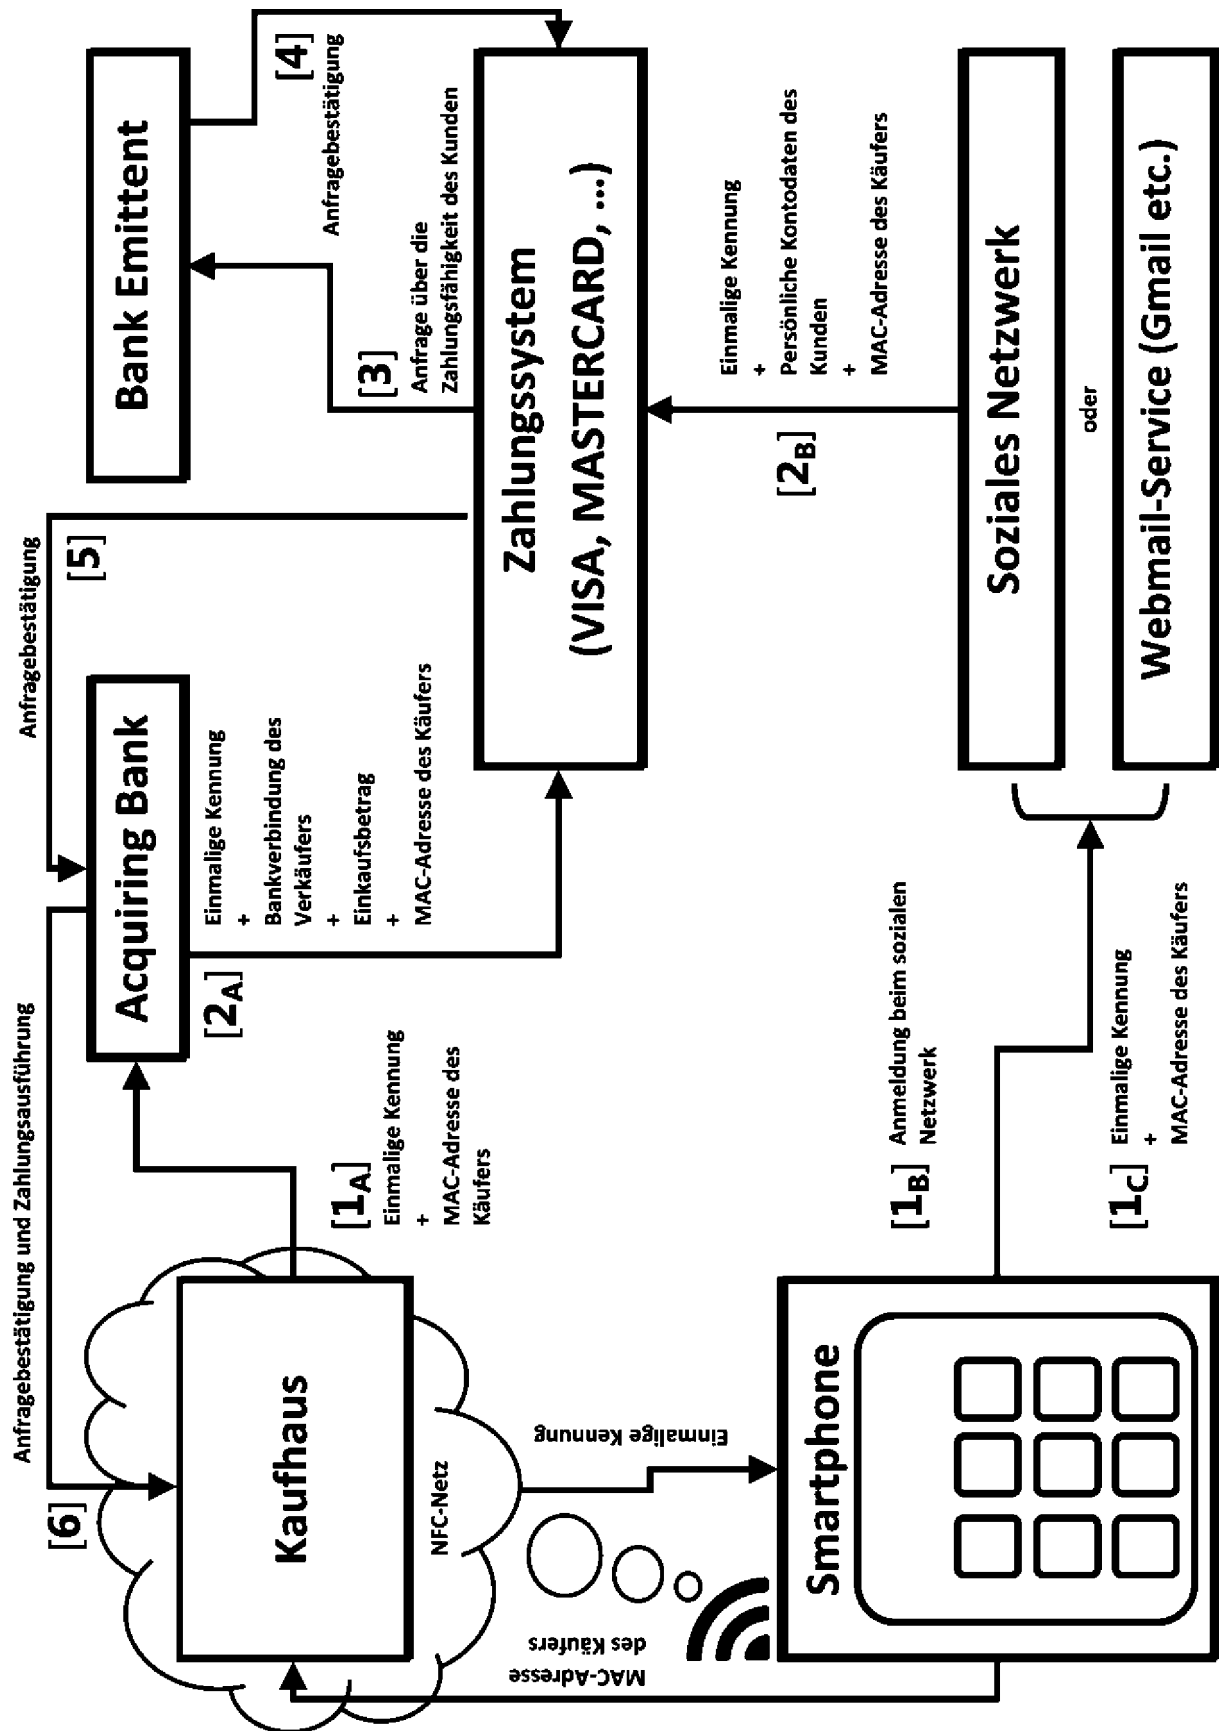 Anfragebestätigung und Zahlungsausführung
Anfragebestätigung
[6]
[5]
[4]
Anfragebestätigung
Kaufhaus
NFC-Netz
[1A]
Einmalige Kennung
+
MAC-Adresse des
Käufers
Acquiring Bank
[2A]
Einmalige Kennung
+
Bankverbindung des
Verkäufers
+
Einkaufsbetrag
+
MAC-Adresse des Käufers
Bank Emittent
[3]
Anfrage über die
Zahlungsfähigkeit des Kunden
Zahlungssystem
(VISA, MASTERCARD, ...)
MAC-Adresse
des Käufers
Einmalige Kennung
[2B]
Einmalige Kennung
+
Persönliche Kontodaten des
Kunden
+
MAC-Adresse des Käufers
Smartphone
[1B]
Anmeldung beim sozialen
Netzwerk
[1C]
Einmalige Kennung
+
MAC-Adresse des Käufers
Soziales Netzwerk
oder
Webmail-Service (Gmail etc.)